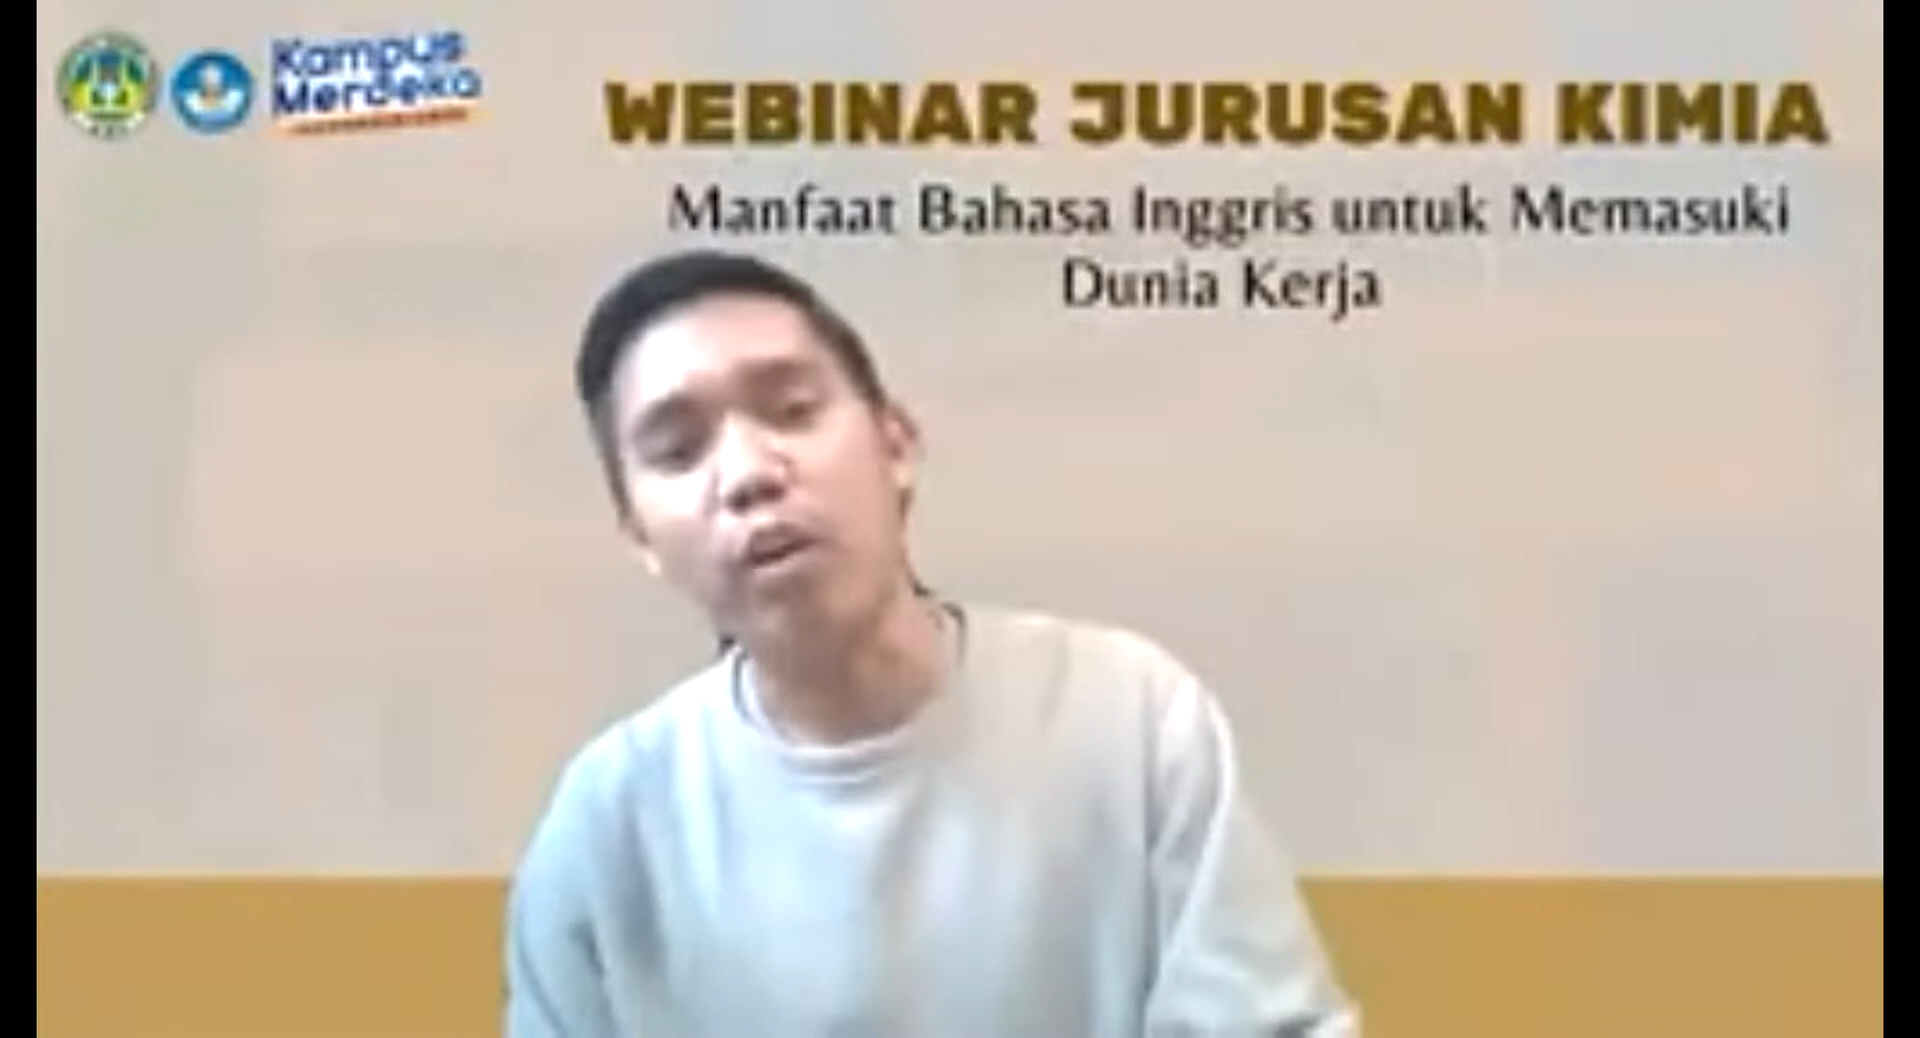 Kampus
Merdeka
WEBINAR JURUSAN KIMIA
Manfaat Bahasa Inggris untuk Memasuki
Dunia Kerja